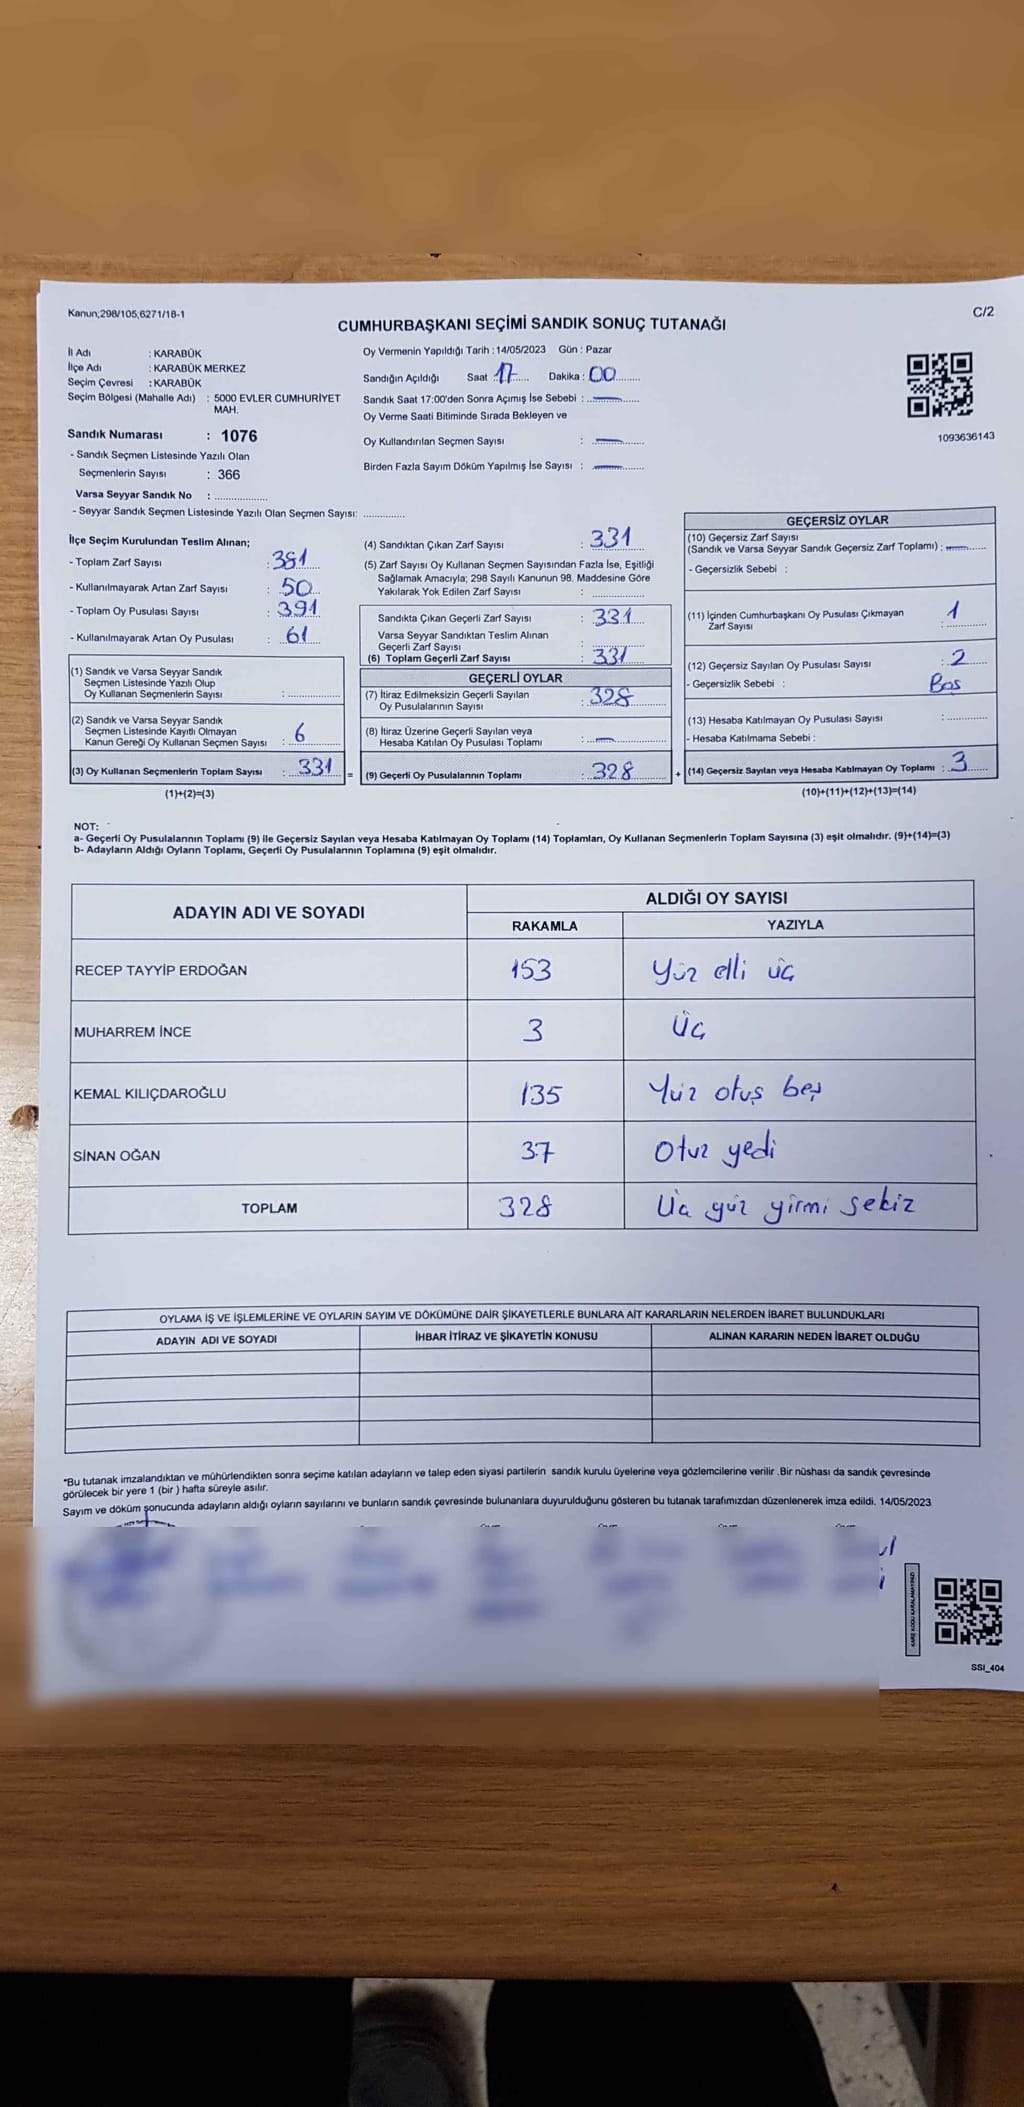 Kanun;298/105;6271/18-1
C/2
CUMHURBAŞKANI SEÇİMİ SANDIK SONUÇ TUTANAĞI
İl Adı : KARABÜK
İlçe Adı : KARABÜK MERKEZ
Seçim Çevresi : KARABÜK
Seçim Bölgesi (Mahalle Adı) : 5000 EVLER CUMHURİYET
MAH.
Sandık Numarası : 1076
- Sandık Seçmen Listesinde Yazılı Olan
Seçmenlerin Sayısı : 366
Varsa Seyyar Sandık No : ..................
- Seyyar Sandık Seçmen Listesinde Yazılı Olan Seçmen Sayısı: ..............
Oy Vermenin Yapıldığı Tarih : 14/05/2023 Gün : Pazar
Sandığın Açıldığı Saat : 17 Dakika : 00
Sandık Saat 17:00'den Sonra Açımış İse Sebebi : —
Oy Verme Saati Bitiminde Sırada Bekleyen ve
Oy Kullandırılan Seçmen Sayısı : —
Birden Fazla Sayım Döküm Yapılmış İse Sayısı : —
1093636143
İlçe Seçim Kurulundan Teslim Alınan;
- Toplam Zarf Sayısı : 381
- Kullanılmayarak Artan Zarf Sayısı : 50
- Toplam Oy Pusulası Sayısı : 391
- Kullanılmayarak Artan Oy Pusulası : 61
(1) Sandık ve Varsa Seyyar Sandık
Seçmen Listesinde Yazılı Olup
Oy Kullanan Seçmenlerin Sayısı : ..............
(2) Sandık ve Varsa Seyyar Sandık
Seçmen Listesinde Kayıtlı Olmayan
Kanun Gereği Oy Kullanan Seçmen Sayısı : 6
(3) Oy Kullanan Seçmenlerin Toplam Sayısı : 331 =
(1)+(2)=(3)
(4) Sandıktan Çıkan Zarf Sayısı : 331
(5) Zarf Sayısı Oy Kullanan Seçmen Sayısından Fazla İse, Eşitliği
Sağlamak Amacıyla; 298 Sayılı Kanunun 98. Maddesine Göre
Yakılarak Yok Edilen Zarf Sayısı : ..............
Sandıkta Çıkan Geçerli Zarf Sayısı : 331
Varsa Seyyar Sandıktan Teslim Alınan
Geçerli Zarf Sayısı : ..............
(6) Toplam Geçerli Zarf Sayısı : 331
GEÇERLİ OYLAR
(7) İtiraz Edilmeksizin Geçerli Sayılan
Oy Pusulalarının Sayısı : 328
(8) İtiraz Üzerine Geçerli Sayılan veya
Hesaba Katılan Oy Pusulası Toplamı : —
(9) Geçerli Oy Pusulalarının Toplamı : 328 +
GEÇERSİZ OYLAR
(10) Geçersiz Zarf Sayısı
(Sandık ve Varsa Seyyar Sandık Geçersiz Zarf Toplamı) : —
- Geçersizlik Sebebi :
(11) İçinden Cumhurbaşkanı Oy Pusulası Çıkmayan
Zarf Sayısı : 1
(12) Geçersiz Sayılan Oy Pusulası Sayısı : 2
- Geçersizlik Sebebi : Boş
(13) Hesaba Katılmayan Oy Pusulası Sayısı : ..............
- Hesaba Katılmama Sebebi :
(14) Geçersiz Sayılan veya Hesaba Katılmayan Oy Toplamı : 3
(10)+(11)+(12)+(13)=(14)
NOT:
a- Geçerli Oy Pusulalarının Toplamı (9) ile Geçersiz Sayılan veya Hesaba Katılmayan Oy Toplamı (14) Toplamları, Oy Kullanan Seçmenlerin Toplam Sayısına (3) eşit olmalıdır. (9)+(14)=(3)
b- Adayların Aldığı Oyların Toplamı, Geçerli Oy Pusulalarının Toplamına (9) eşit olmalıdır.
ADAYIN ADI VE SOYADI ALDIĞI OY SAYISI
RAKAMLA YAZIYLA
RECEP TAYYİP ERDOĞAN 153 Yüz elli üç
MUHARREM İNCE 3 Üç
KEMAL KILIÇDAROĞLU 135 Yüz otuş beş
SİNAN OĞAN 37 Otuz yedi
TOPLAM 328 Üç yüz yirmi sekiz
OYLAMA İŞ VE İŞLEMLERİNE VE OYLARIN SAYIM VE DÖKÜMÜNE DAİR ŞİKAYETLERLE BUNLARA AİT KARARLARIN NELERDEN İBARET BULUNDUKLARI
ADAYIN ADI VE SOYADI İHBAR İTİRAZ VE ŞİKAYETİN KONUSU ALINAN KARARIN NEDEN İBARET OLDUĞU
*Bu tutanak imzalandıktan ve mühürlendikten sonra seçime katılan adayların ve talep eden siyasi partilerin sandık kurulu üyelerine veya gözlemcilerine verilir .Bir nüshası da sandık çevresinde
görülecek bir yere 1 (bir ) hafta süreyle asılır.
Sayım ve döküm sonucunda adayların aldığı oyların sayılarını ve bunların sandık çevresinde bulunanlara duyurulduğunu gösteren bu tutanak tarafımızdan düzenlenerek imza edildi. 14/05/2023
KARE KODU KARALAMAYINIZ!
SSI_404